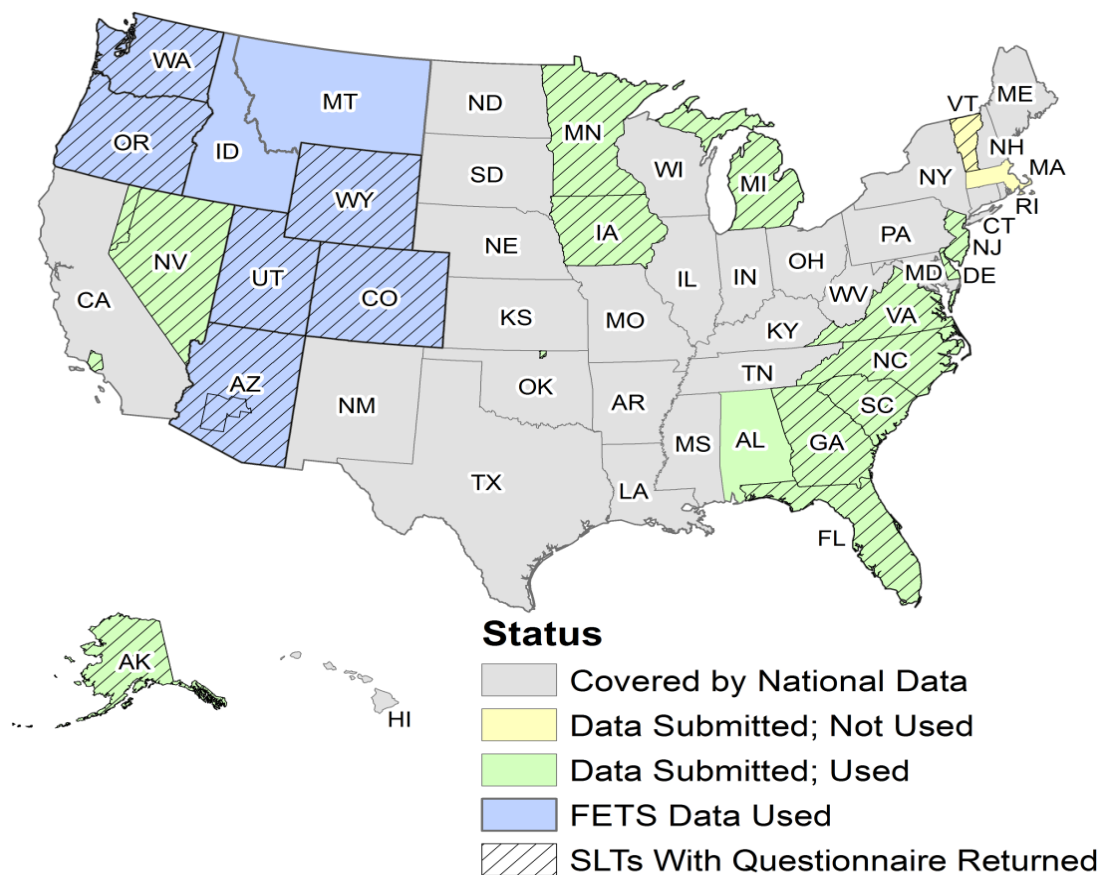 WA
MT
ND
MN
VT
ME
OR
ID
SD
WI
MI
NH
NY
MA
WY
RI
NE
IA
CT
PA
NJ
NV
UT
CO
IL
IN
OH
MD
DE
CA
WV
KS
MO
KY
VA
AZ
NM
OK
AR
TN
NC
SC
TX
LA
MS
AL
GA
FL
AK
HI
Status
Covered by National Data
Data Submitted; Not Used
Data Submitted; Used
FETS Data Used
SLTs With Questionnaire Returned